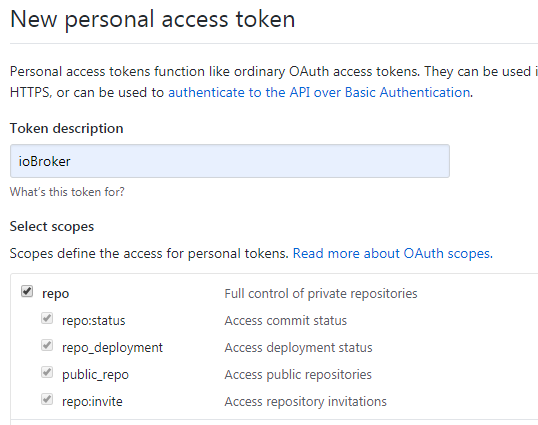 New personal access token
Personal access tokens function like ordinary OAuth access tokens. They can be used
HTTPS, or can be used to authenticate to the API over Basic Authentication.
Token description
ioBroker
What's this token for?
Select scopes
Scopes define the access for personal tokens. Read more about OAuth scopes.
repo Full control of private repositories
repo:status Access commit status
repo_deployment Access deployment status
public_repo Access public repositories
repo:invite Access repository invitations